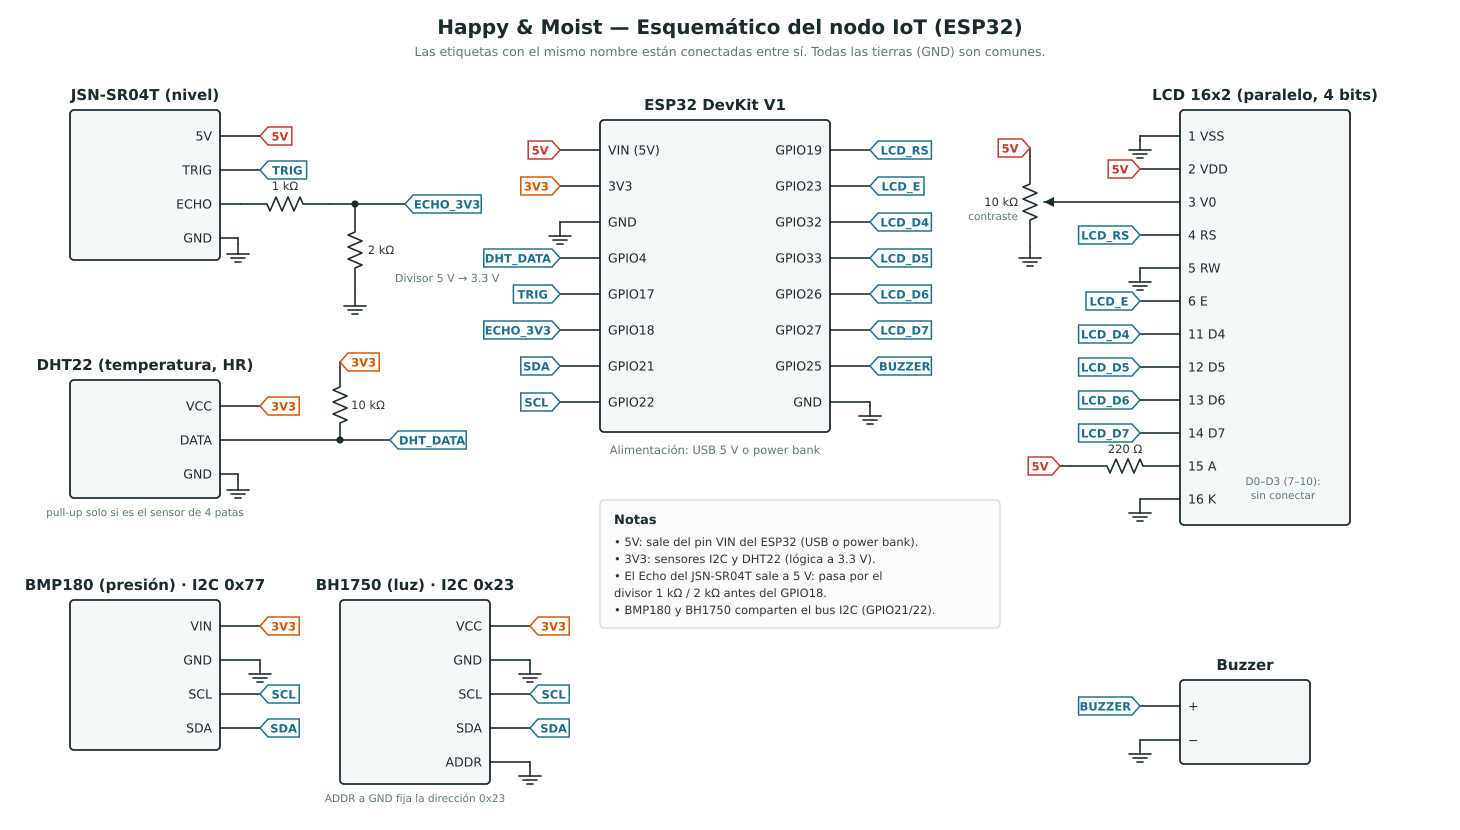 Happy & Moist — Esquemático del nodo IoT (ESP32)
Las etiquetas con el mismo nombre están conectadas entre sí. Todas las tierras (GND) son comunes.
JSN-SR04T (nivel)
5V
5V
TRIG
TRIG
1 kΩ
ECHO
ECHO_3V3
GND
2 kΩ
Divisor 5 V → 3.3 V
DHT22 (temperatura, HR)
3V3
VCC
3V3
10 kΩ
DATA
DHT_DATA
GND
pull-up solo si es el sensor de 4 patas
BMP180 (presión) · I2C 0x77
VIN
3V3
GND
SCL
SCL
SDA
SDA
BH1750 (luz) · I2C 0x23
VCC
3V3
GND
SCL
SCL
SDA
SDA
ADDR
ADDR a GND fija la dirección 0x23
ESP32 DevKit V1
5V
VIN (5V)
GPIO19
LCD_RS
3V3
3V3
GPIO23
LCD_E
GND
GPIO32
LCD_D4
DHT_DATA
GPIO4
GPIO33
LCD_D5
TRIG
GPIO17
GPIO26
LCD_D6
ECHO_3V3
GPIO18
GPIO27
LCD_D7
SDA
GPIO21
GPIO25
BUZZER
SCL
GPIO22
GND
Alimentación: USB 5 V o power bank
Notas
• 5V: sale del pin VIN del ESP32 (USB o power bank).
• 3V3: sensores I2C y DHT22 (lógica a 3.3 V).
• El Echo del JSN-SR04T sale a 5 V: pasa por el
divisor 1 kΩ / 2 kΩ antes del GPIO18.
• BMP180 y BH1750 comparten el bus I2C (GPIO21/22).
LCD 16x2 (paralelo, 4 bits)
1 VSS
5V
5V
2 VDD
10 kΩ
contraste
3 V0
LCD_RS
4 RS
5 RW
LCD_E
6 E
LCD_D4
11 D4
LCD_D5
12 D5
LCD_D6
13 D6
LCD_D7
14 D7
220 Ω
5V
15 A
16 K
D0–D3 (7–10):
sin conectar
Buzzer
BUZZER
+
−